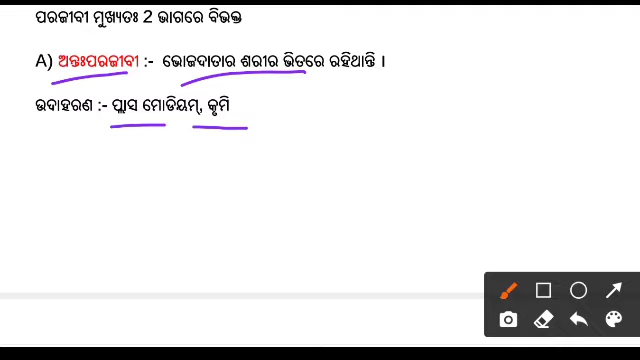 ପରଜୀବୀ ମୁଖ୍ୟତଃ 2 ଭାଗରେ ବିଭକ୍ତ
A) ଅନ୍ତଃପରଜୀବୀ :- ଭୋଜଦାତାର ଶରୀର ଭିତରେ ରହିଥାନ୍ତି ।
ଉଦାହରଣ :- ପ୍ଲାସ ମୋଡିୟମ୍, କୃମି